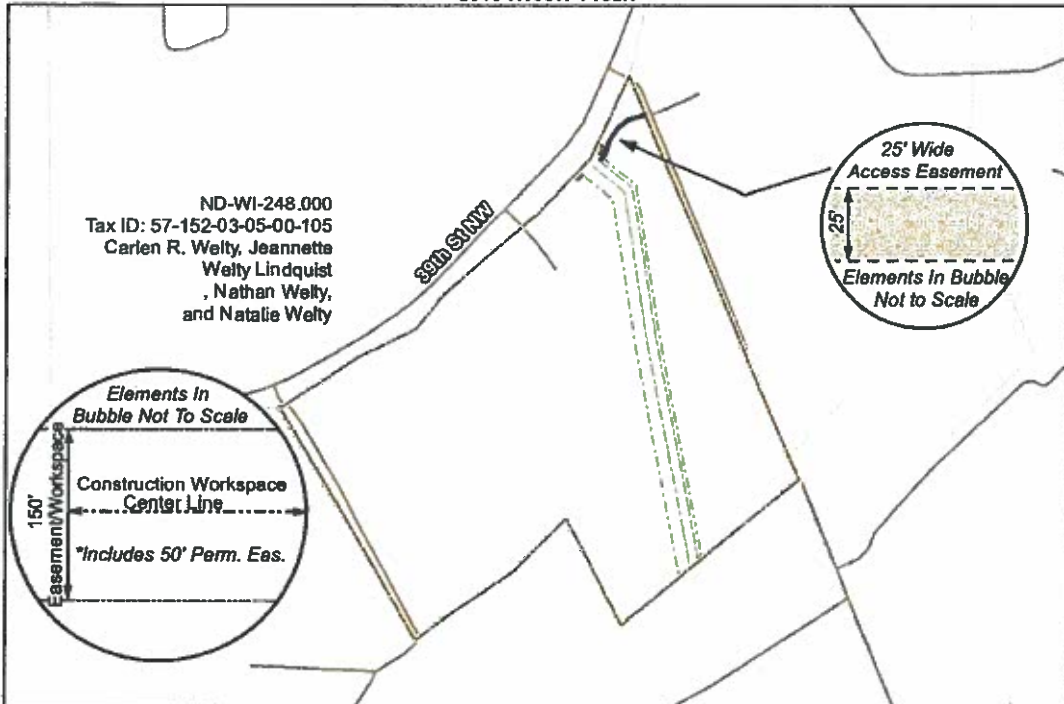 ND-WI-248.000
Tax ID: 57-152-03-05-00-105
Carlen R. Welty, Jeannette
Welty Lindquist
, Nathan Welty,
and Natalie Welty
39th St NW
25' Wide
Access Easement
25'
Elements In Bubble
Not to Scale
Elements In
Bubble Not To Scale
150'
Easement/Workspace
Construction Workspace
Center Line
*Includes 50' Perm. Eas.